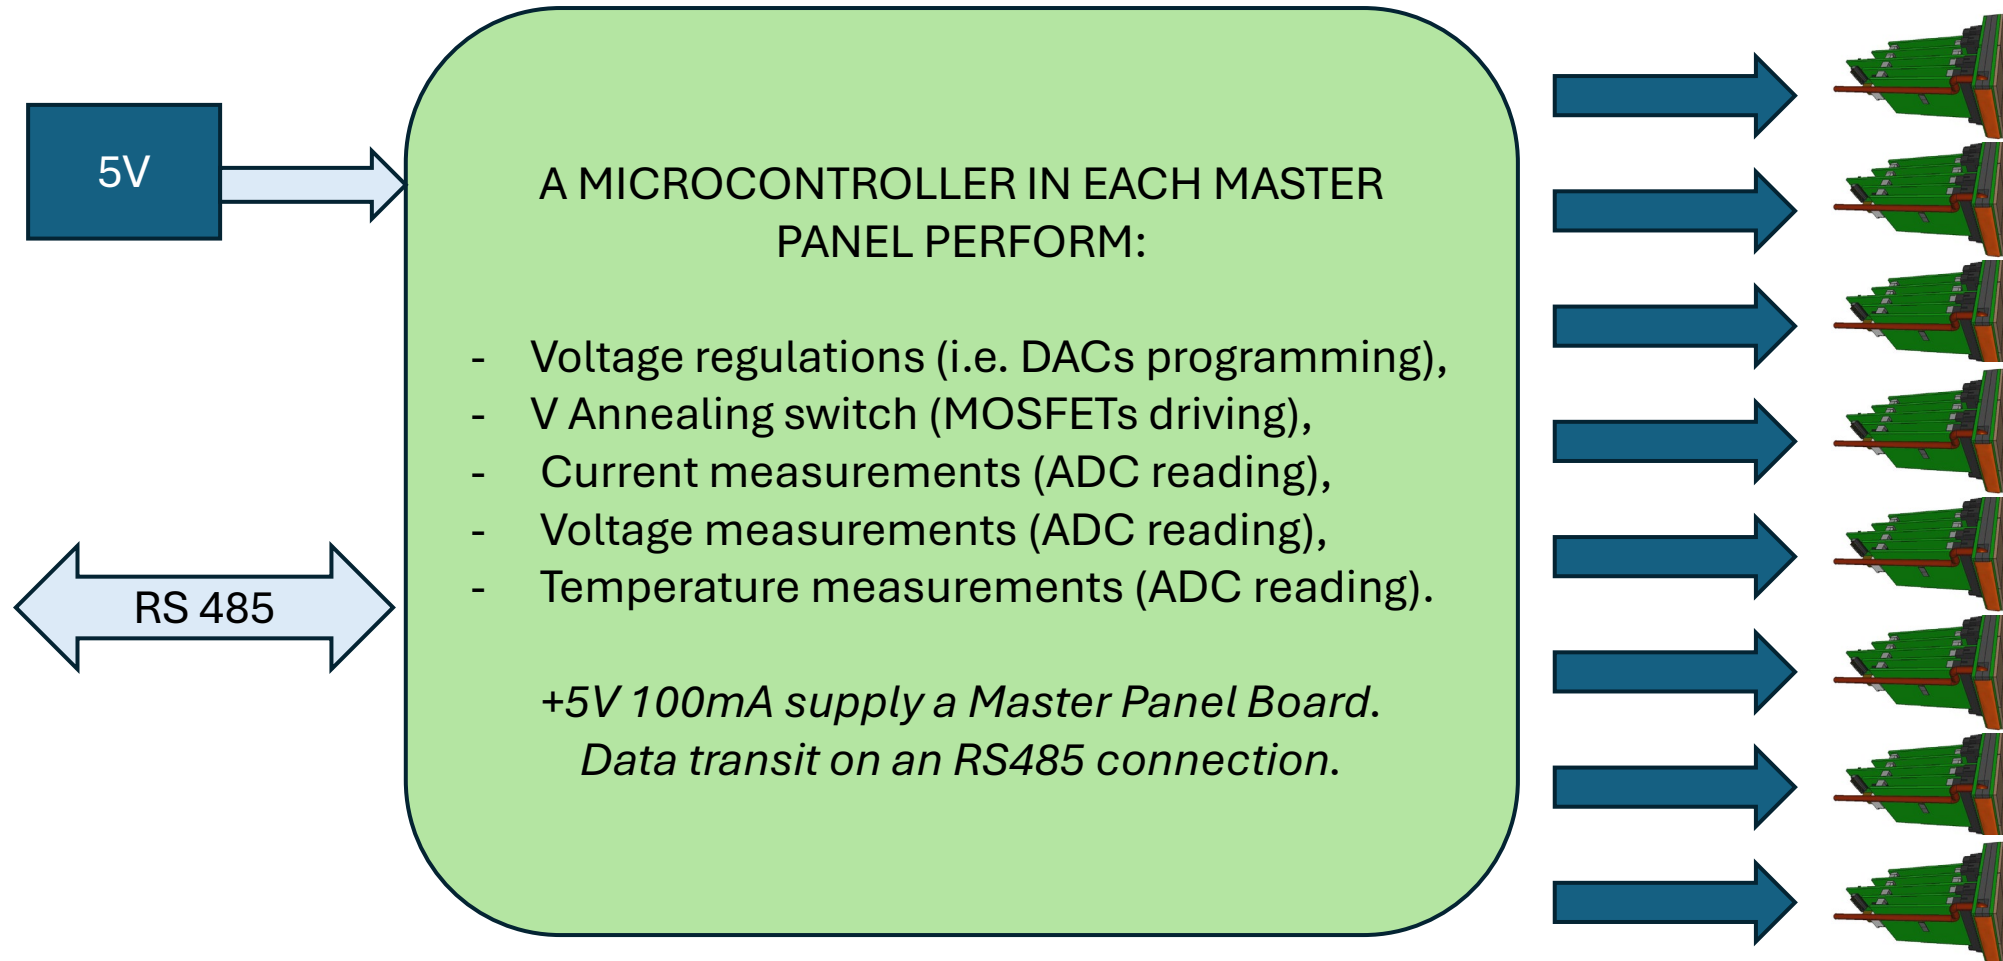 5V
A MICROCONTROLLER IN EACH MASTER
PANEL PERFORM:
- Voltage regulations (i.e. DACs programming),
- V Annealing switch (MOSFETs driving),
- Current measurements (ADC reading),
- Voltage measurements (ADC reading),
- Temperature measurements (ADC reading).
RS 485
+5V 100mA supply a Master Panel Board.
Data transit on an RS485 connection.